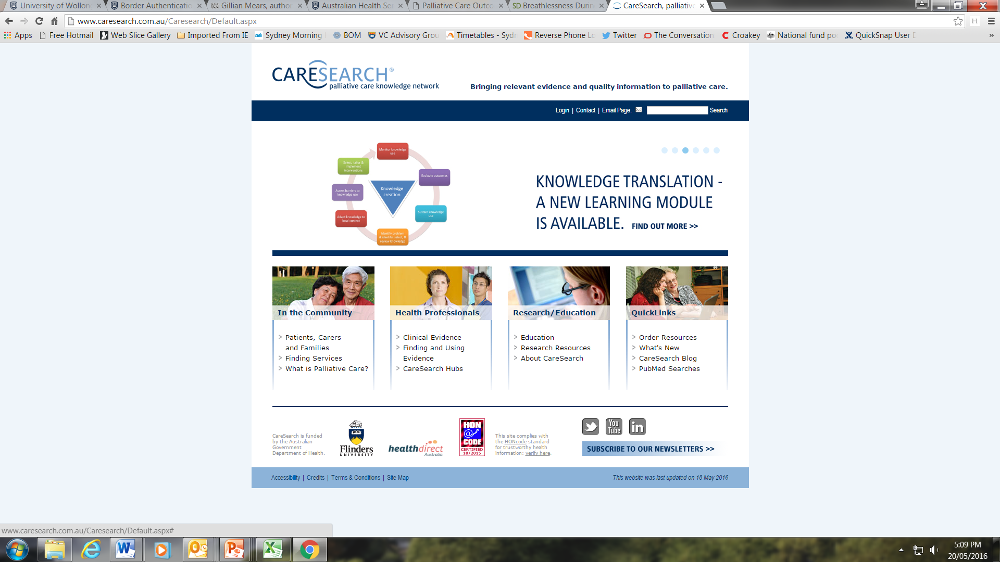 University of Wollon
Border Authenticatio
Gillian Mears, author
Australian Health Ser
Palliative Care Outco
SD Breathlessness Durin
CareSearch, palliative
www.caresearch.com.au/Caresearch/Default.aspx
H
Apps
Free Hotmail
Web Slice Gallery
Imported From IE
smh Sydney Morning
BOM
VC Advisory Grou
Timetables - Sydn
Reverse Phone Lo
Twitter
The Conversation
Croakey
National fund po
QuickSnap User D
»
CARESEARCH®
palliative care knowledge network
Bringing relevant evidence and quality information to palliative care.
Login | Contact | Email Page:
Search
Monitor knowledge
use
Select, tailor &
implement
interventions
Evaluate outcomes
Knowledge
creation
Assess barriers to
knowledge use
Sustain knowledge
use
Adapt knowledge to
local context
Identify problem
& identify, select, &
review knowledge
KNOWLEDGE TRANSLATION -
A NEW LEARNING MODULE
IS AVAILABLE. FIND OUT MORE >>
In the Community
> Patients, Carers
and Families
> Finding Services
> What is Palliative Care?
Health Professionals
> Clinical Evidence
> Finding and Using
Evidence
> CareSearch Hubs
Research/Education
> Education
> Research Resources
> About CareSearch
QuickLinks
> Order Resources
> What's New
> CareSearch Blog
> PubMed Searches
CareSearch is funded
by the Australian
Government
Department of Health.
Flinders
UNIVERSITY
healthdirect
Australia
HON
@
CODE
CERTIFIED
10/2015
This site complies with
the HONcode standard
for trustworthy health
information: verify here.
You
Tube
in
SUBSCRIBE TO OUR NEWSLETTERS >>
Accessibility | Credits | Terms & Conditions | Site Map
This website was last updated on 18 May 2016
www.caresearch.com.au/Caresearch/Default.aspx#
5:09 PM
20/05/2016